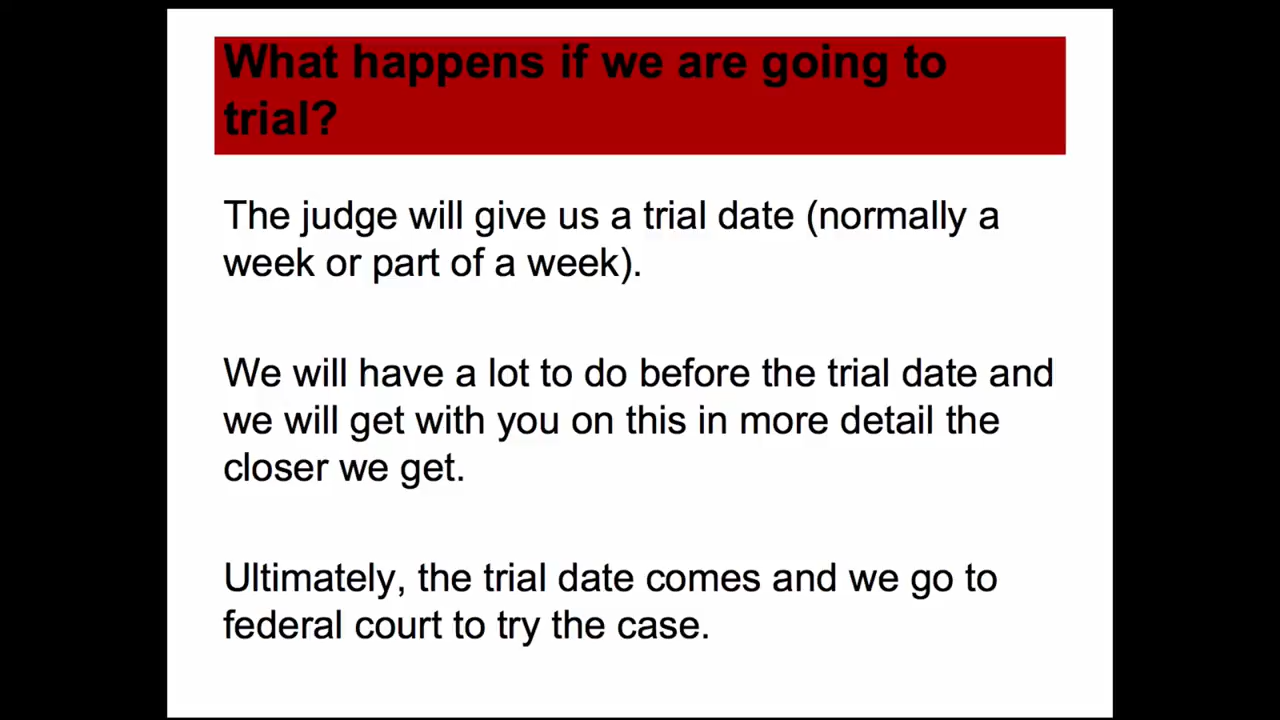 What happens if we are going to
trial?
The judge will give us a trial date (normally a
week or part of a week).
We will have a lot to do before the trial date and
we will get with you on this in more detail the
closer we get.
Ultimately, the trial date comes and we go to
federal court to try the case.